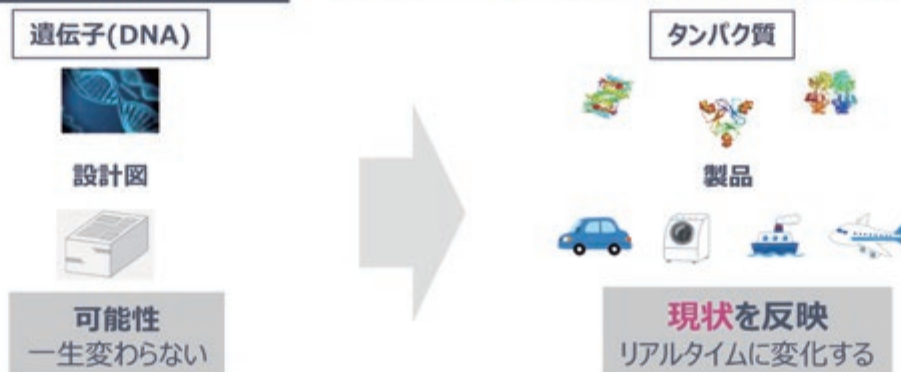 遺伝子(DNA)
タンパク質
設計図
製品
可能性
一生変わらない
現状を反映
リアルタイムに変化する